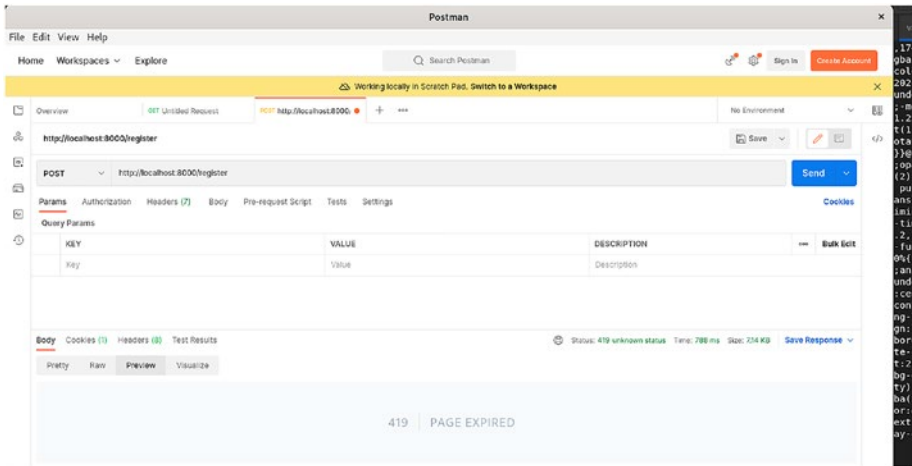 Postman
File Edit View Help
Home Workspaces Explore Search Postman Sign In Create Account
Working locally in Scratch Pad. Switch to a Workspace
Overview GET Untitled Request POST http://localhost:8000/ No Environment
http://localhost:8000/register Save
POST http://localhost:8000/register Send
Params Authorization Headers (7) Body Pre-request Script Tests Settings Cookies
Query Params
KEY VALUE DESCRIPTION Bulk Edit
Key Value Description
Body Cookies (1) Headers (8) Test Results Status: 419 unknown status Time: 788 ms Size: 7.14 KB Save Response
Pretty Raw Preview Visualize
419 PAGE EXPIRED